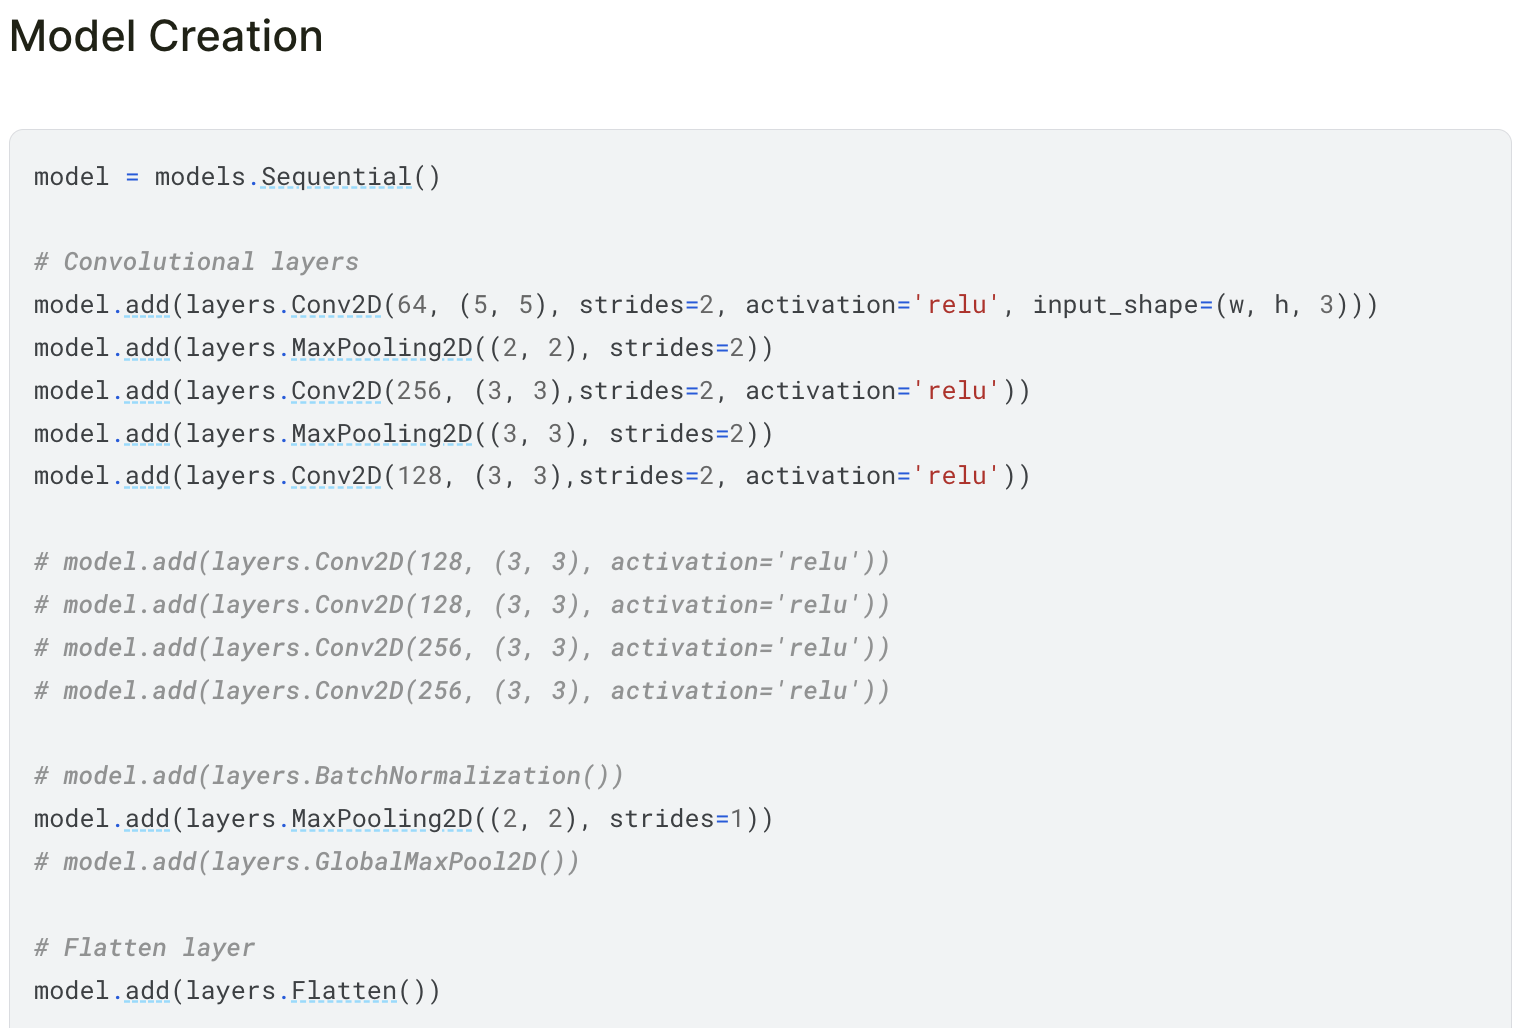 Model Creation
model = models.Sequential()
# Convolutional layers
model.add(layers.Conv2D(64, (5, 5), strides=2, activation='relu', input_shape=(w, h, 3)))
model.add(layers.MaxPooling2D((2, 2), strides=2))
model.add(layers.Conv2D(256, (3, 3),strides=2, activation='relu'))
model.add(layers.MaxPooling2D((3, 3), strides=2))
model.add(layers.Conv2D(128, (3, 3),strides=2, activation='relu'))
# model.add(layers.Conv2D(128, (3, 3), activation='relu'))
# model.add(layers.Conv2D(128, (3, 3), activation='relu'))
# model.add(layers.Conv2D(256, (3, 3), activation='relu'))
# model.add(layers.Conv2D(256, (3, 3), activation='relu'))
# model.add(layers.BatchNormalization())
model.add(layers.MaxPooling2D((2, 2), strides=1))
# model.add(layers.GlobalMaxPool2D())
# Flatten layer
model.add(layers.Flatten())